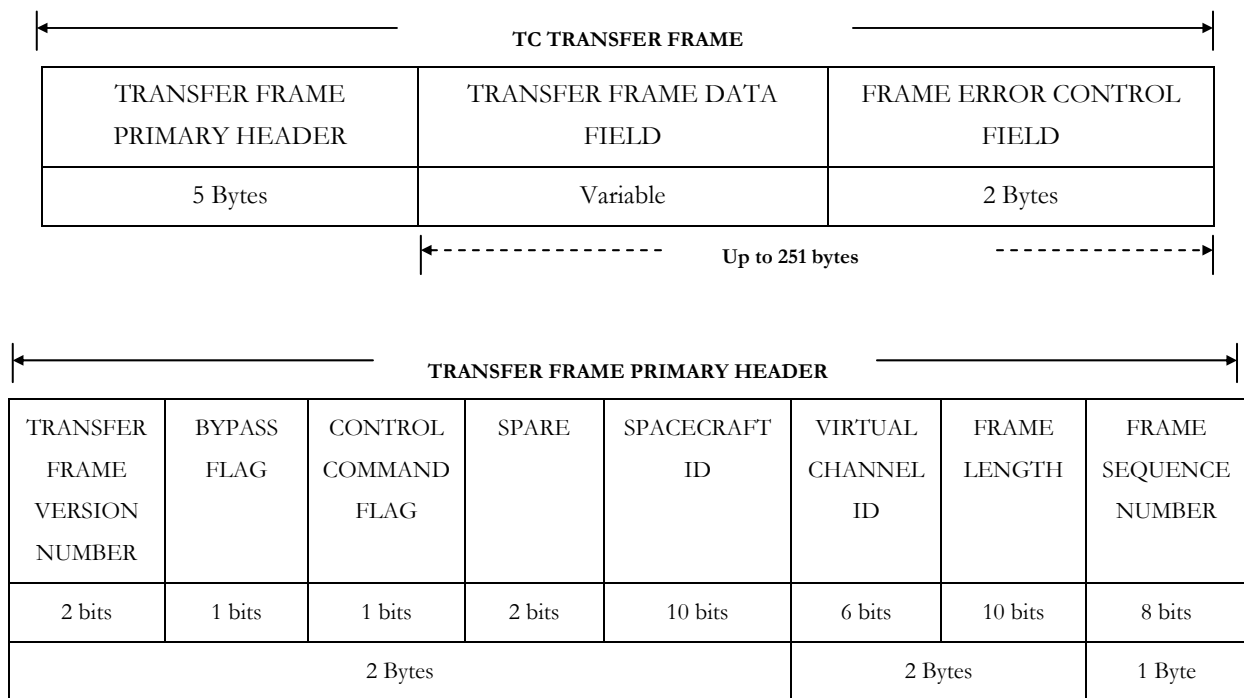 TC TRANSFER FRAME
TRANSFER FRAME PRIMARY HEADER
TRANSFER FRAME DATA FIELD
FRAME ERROR CONTROL FIELD
5 Bytes
Variable
2 Bytes
Up to 251 bytes
TRANSFER FRAME PRIMARY HEADER
TRANSFER FRAME VERSION NUMBER
BYPASS FLAG
CONTROL COMMAND FLAG
SPARE
SPACECRAFT ID
VIRTUAL CHANNEL ID
FRAME LENGTH
FRAME SEQUENCE NUMBER
2 bits
1 bits
1 bits
2 bits
10 bits
6 bits
10 bits
8 bits
2 Bytes
2 Bytes
1 Byte